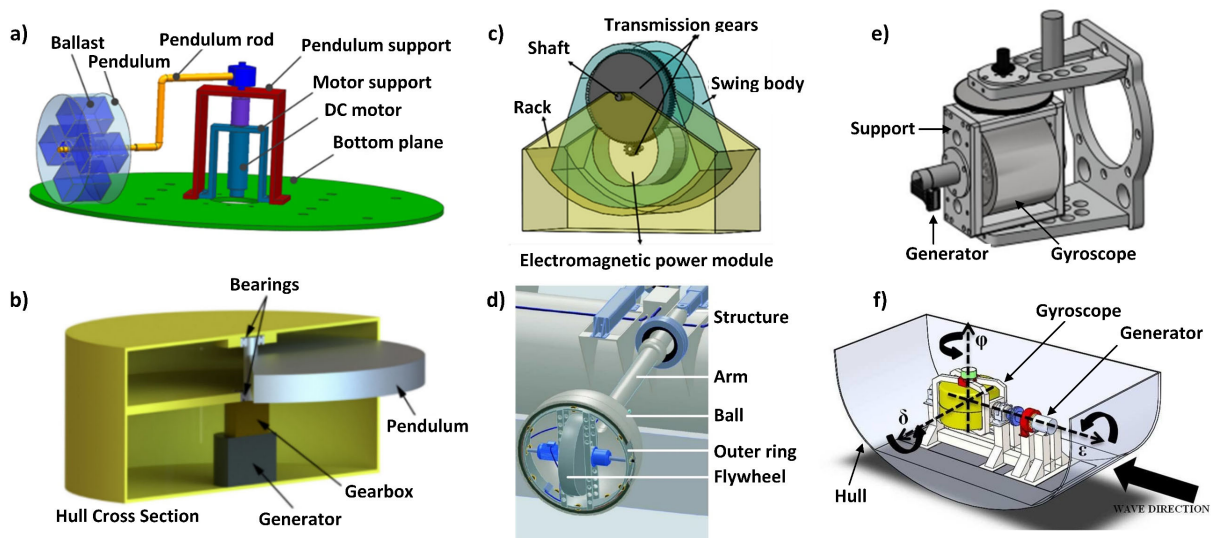 a)
Ballast
Pendulum
Pendulum rod
Pendulum support
Motor support
DC motor
Bottom plane
b)
Bearings
Pendulum
Gearbox
Generator
Hull Cross Section
c)
Transmission gears
Shaft
Swing body
Rack
Electromagnetic power module
d)
Structure
Arm
Ball
Outer ring
Flywheel
e)
Support
Generator
Gyroscope
f)
Gyroscope
Generator
φ
δ
ε
Hull
WAVE DIRECTION